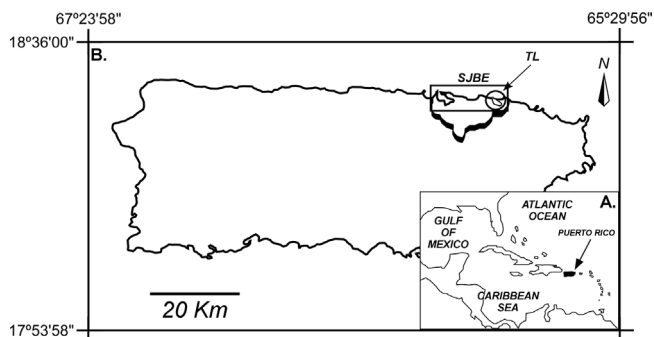 67º23'58"
65º29'56"
18º36'00"
B.
TL
SJBE
N
A.
ATLANTIC
OCEAN
GULF
OF
MEXICO
PUERTO RICO
CARIBBEAN
SEA
20 Km
17º53'58"